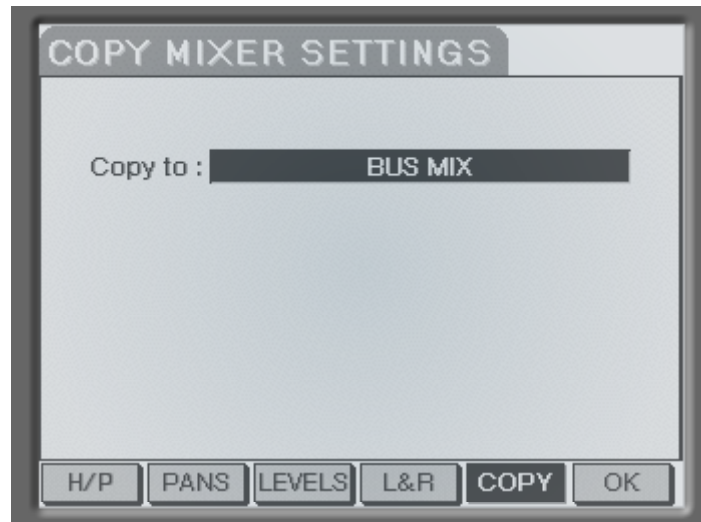 COPY MIXER SETTINGS
Copy to : BUS MIX
H/P PANS LEVELS L&R COPY OK